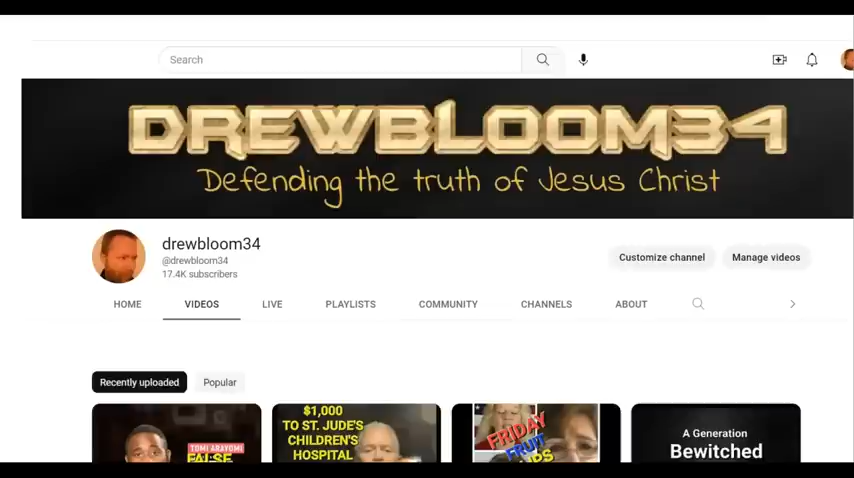 Search
DREWBLOOM34
Defending the truth of Jesus Christ
drewbloom34
@drewbloom34
17.4K subscribers
Customize channel
Manage videos
HOME
VIDEOS
LIVE
PLAYLISTS
COMMUNITY
CHANNELS
ABOUT
Recently uploaded
Popular
TOMI ARAYOMI
FALSE
$1,000
TO ST. JUDE'S
CHILDREN'S
HOSPITAL
FRIDAY
FRUIT
A Generation
Bewitched